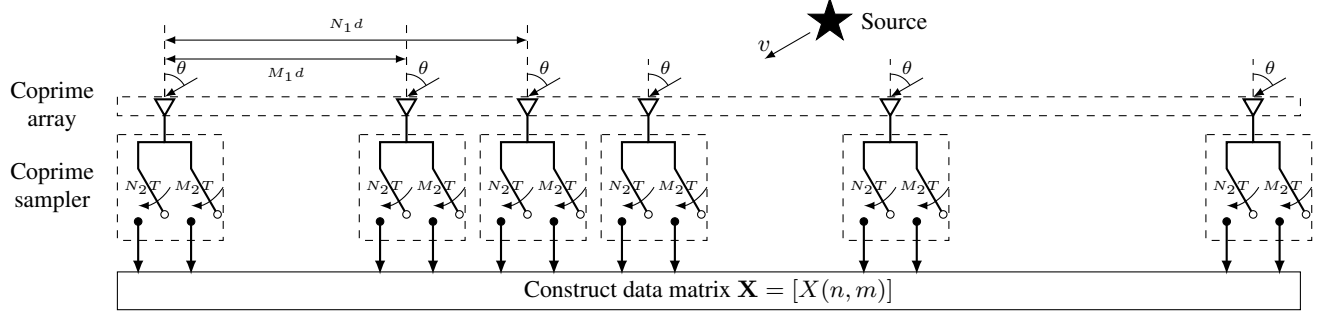 Source
v
N₁d
M₁d
θ θ θ θ θ θ
Coprime
array
Coprime
sampler
N₂T M₂T N₂T M₂T N₂T M₂T N₂T M₂T N₂T M₂T N₂T M₂T
Construct data matrix X = [X(n, m)]